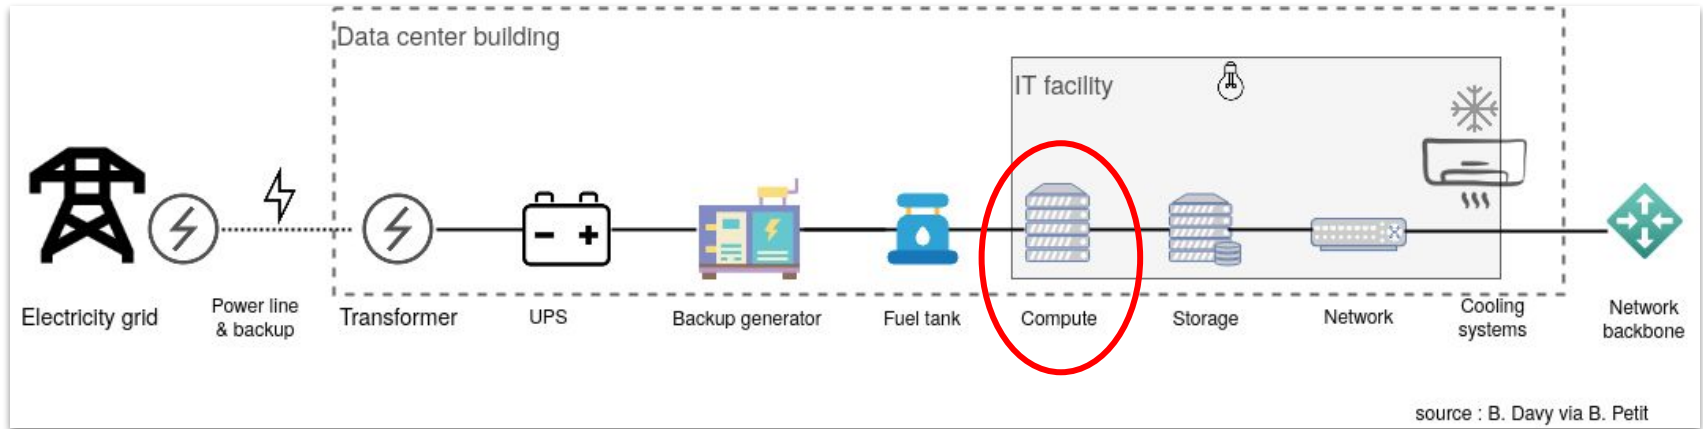 Data center building
IT facility
Electricity grid
Power line
& backup
Transformer
UPS
Backup generator
Fuel tank
Compute
Storage
Network
Cooling
systems
Network
backbone
source : B. Davy via B. Petit